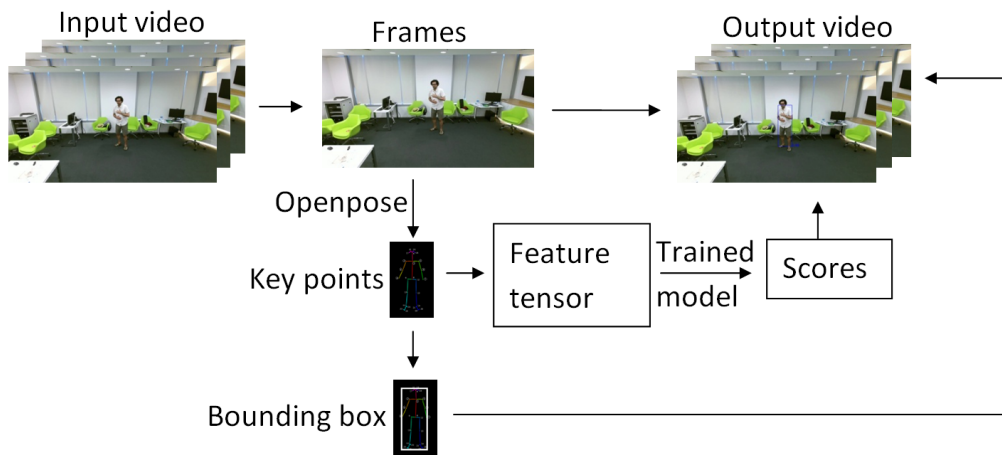 Input video
Frames
Output video
Openpose
Key points
Feature
tensor
Trained
model
Scores
Bounding box